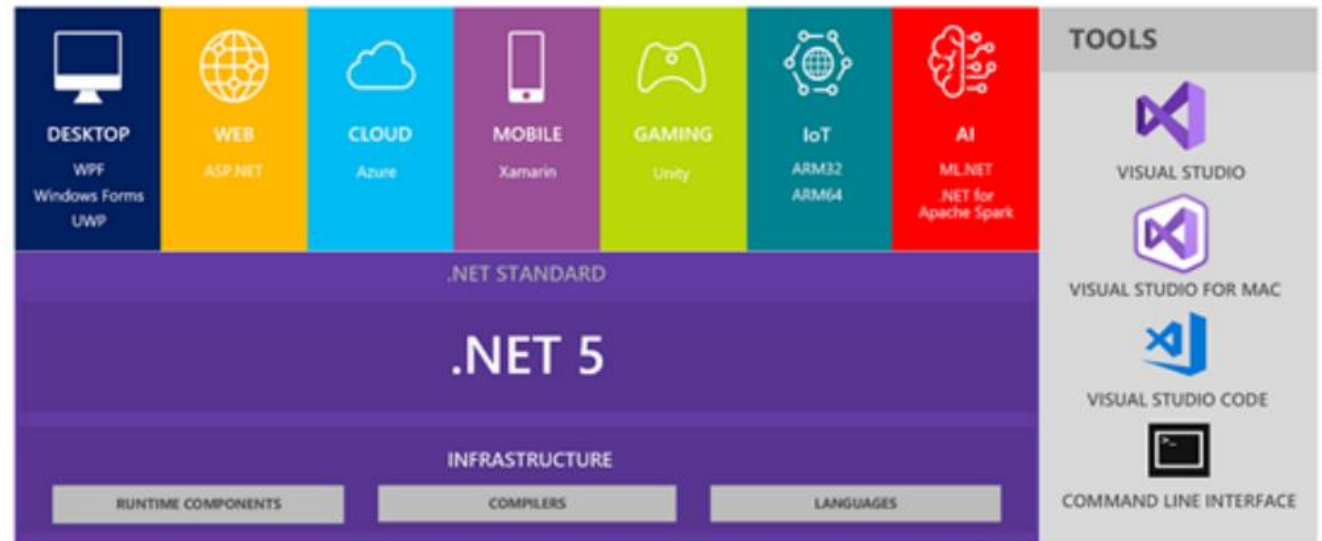 DESKTOP
WPF
Windows Forms
UWP
WEB
ASP.NET
CLOUD
Azure
MOBILE
Xamarin
GAMING
Unity
IoT
ARM32
ARM64
AI
ML.NET
.NET for
Apache Spark
.NET STANDARD
.NET 5
INFRASTRUCTURE
RUNTIME COMPONENTS
COMPILERS
LANGUAGES
TOOLS
VISUAL STUDIO
VISUAL STUDIO FOR MAC
VISUAL STUDIO CODE
COMMAND LINE INTERFACE